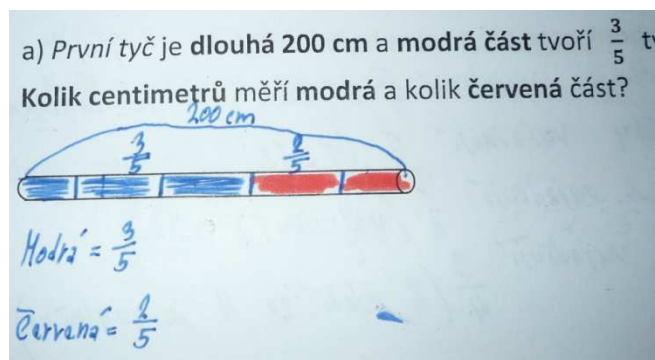 a) První tyč je dlouhá 200 cm a modrá část tvoří 3/5 t
Kolik centimetrů měří modrá a kolik červená část?
200 cm
3/5 2/5
Modrá = 3/5
Červená = 2/5